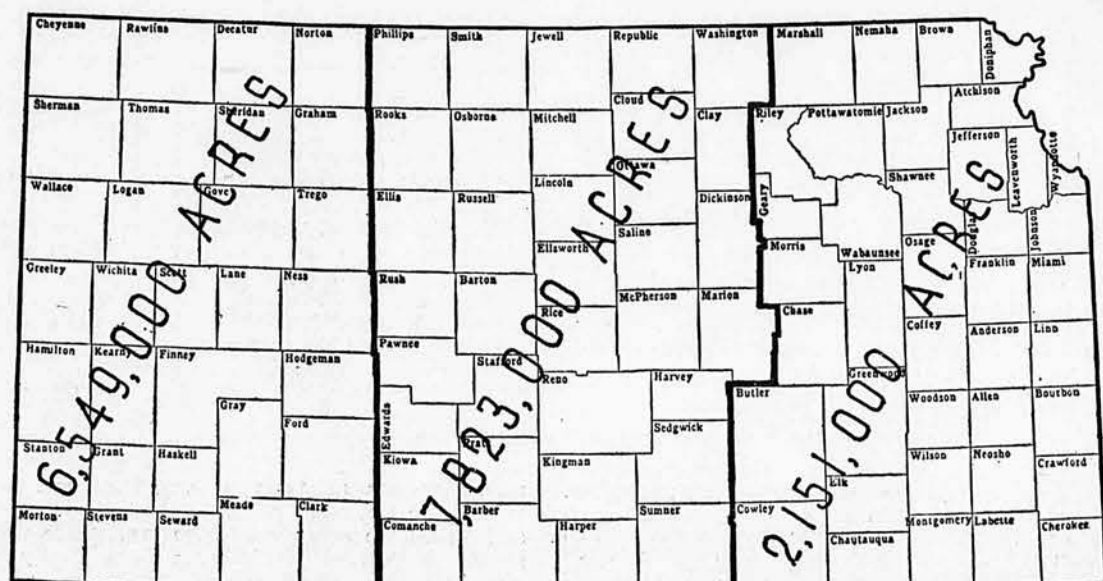 Cheyenne Rawlins Decatur Norton Phillips Smith Jewell Republic Washington Marshall Nemaha Brown Doniphan
Sherman Thomas Sheridan Graham Rooks Osborne Mitchell Cloud Clay Riley Pottawatomie Jackson Atchison
Jefferson Leavenworth Wyandotte
Wallace Logan Gove Trego Ellis Russell Lincoln Ottawa Dickinson Geary Shawnee
Ellsworth Saline Morris Wabaunsee Osage Douglas Johnson
Greeley Wichita Scott Lane Ness Rush Barton Rice McPherson Marion Chase Lyon Franklin Miami
Hamilton Kearny Finney Hodgeman Pawnee Stafford Reno Harvey Butler Greenwood Coffey Anderson Linn
Gray Ford Edwards Pratt Sedgwick Woodson Allen Bourbon
Stanton Grant Haskell Kiowa Kingman Elk Wilson Neosho Crawford
Morton Stevens Seward Meade Clark Comanche Barber Harper Sumner Cowley Chautauqua Montgomery Labette Cherokee
6,549,000 ACRES
7,823,000 ACRES
2,151,000 ACRES